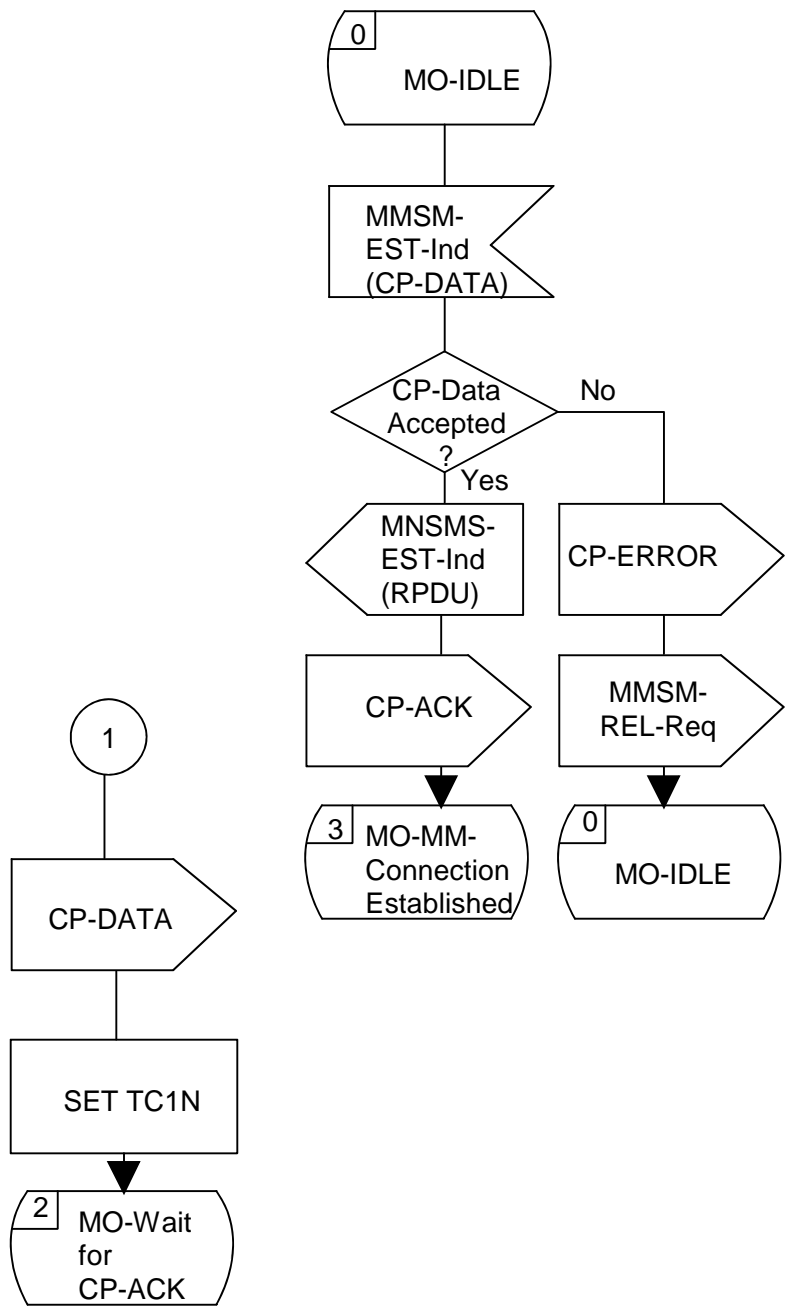 0
MO-IDLE
MMSM-
EST-Ind
(CP-DATA)
CP-Data
Accepted
?
No
Yes
MNSMS-
EST-Ind
(RPDU)
CP-ERROR
CP-ACK
MMSM-
REL-Req
3
MO-MM-
Connection
Established
0
MO-IDLE
1
CP-DATA
SET TC1N
2
MO-Wait
for
CP-ACK